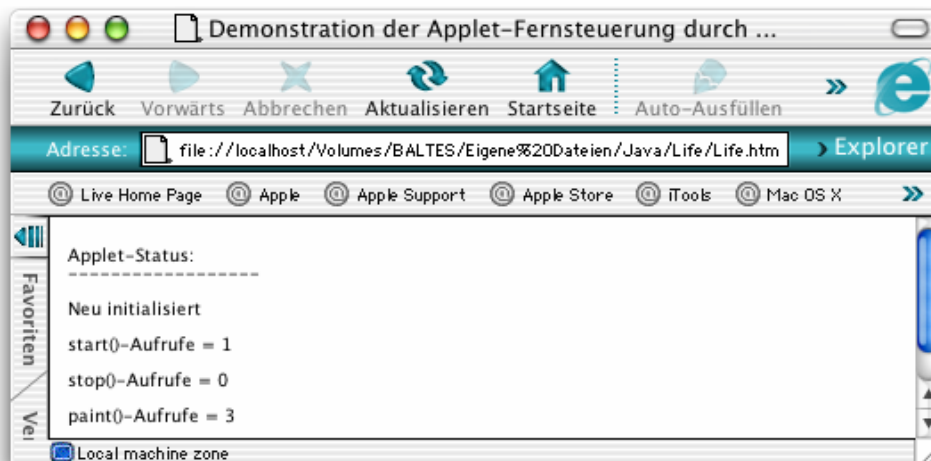 Demonstration der Applet-Fernsteuerung durch ...
Zurück Vorwärts Abbrechen Aktualisieren Startseite Auto-Ausfüllen »
Adresse: file://localhost/Volumes/BALTES/Eigene%20Dateien/Java/Life/Life.htm › Explorer
@ Live Home Page @ Apple @ Apple Support @ Apple Store @ iTools @ Mac OS X »
Favoriten
Applet-Status:
-------------------
Neu initialisiert
start()-Aufrufe = 1
stop()-Aufrufe = 0
paint()-Aufrufe = 3
Local machine zone